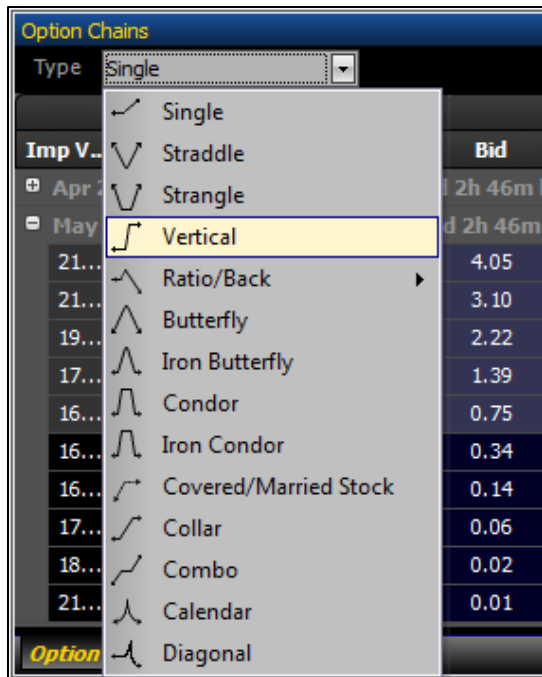 Option Chains
Type Single
Single
Imp V... Straddle Bid
Apr 2 Strangle d 2h 46m
May Vertical d 2h 46m
21... Ratio/Back 4.05
21... Butterfly 3.10
19... Iron Butterfly 2.22
17... Condor 1.39
16... Iron Condor 0.75
16... Covered/Married Stock 0.34
16... Collar 0.14
17... Combo 0.06
18... Calendar 0.02
21... Diagonal 0.01
Option